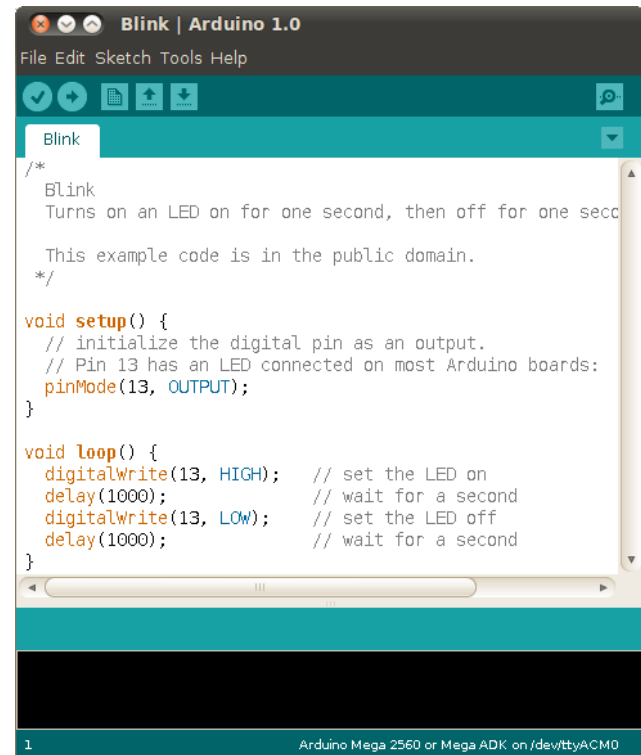 Blink | Arduino 1.0
File Edit Sketch Tools Help
Blink
/*
  Blink
  Turns on an LED on for one second, then off for one seco

  This example code is in the public domain.
 */

void setup() {
  // initialize the digital pin as an output.
  // Pin 13 has an LED connected on most Arduino boards:
  pinMode(13, OUTPUT);
}

void loop() {
  digitalWrite(13, HIGH);   // set the LED on
  delay(1000);              // wait for a second
  digitalWrite(13, LOW);    // set the LED off
  delay(1000);              // wait for a second
}
1 Arduino Mega 2560 or Mega ADK on /dev/ttyACM0